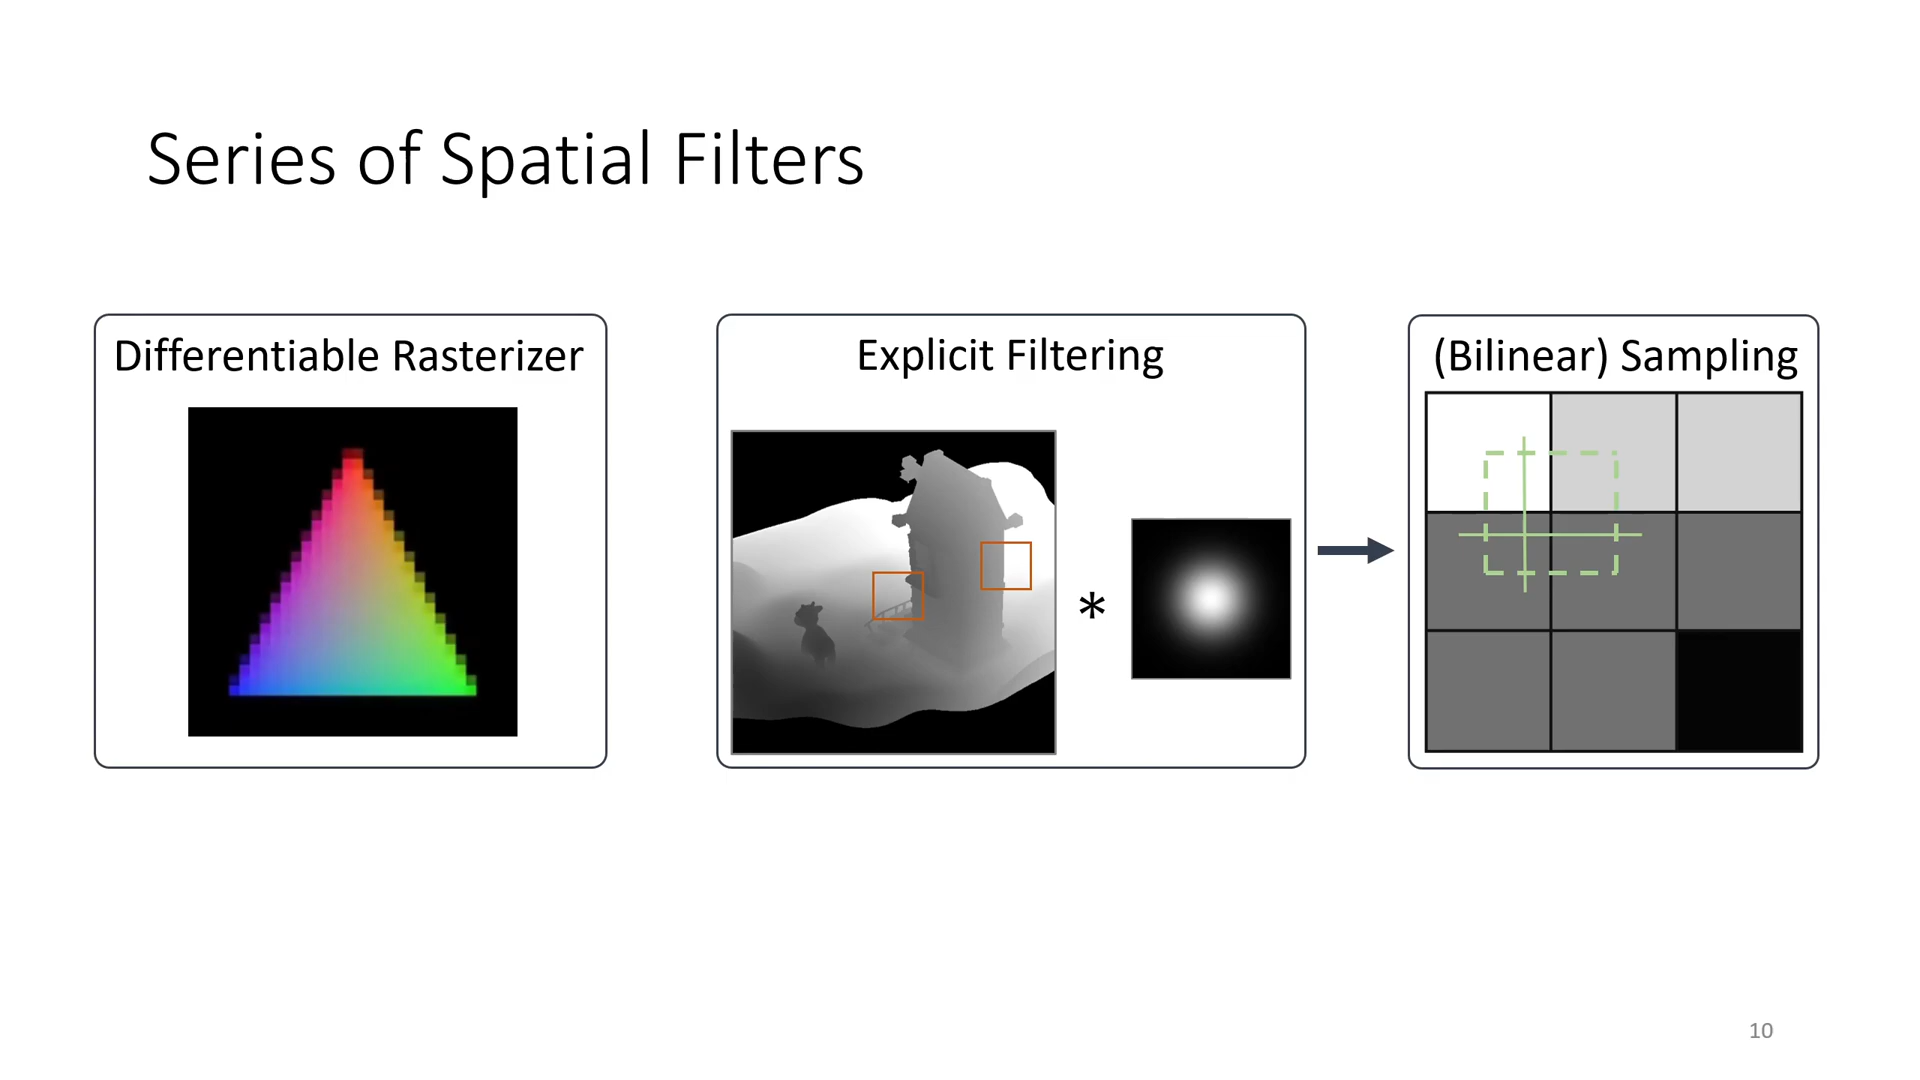 Series of Spatial Filters
Differentiable Rasterizer
Explicit Filtering
(Bilinear) Sampling
*
10